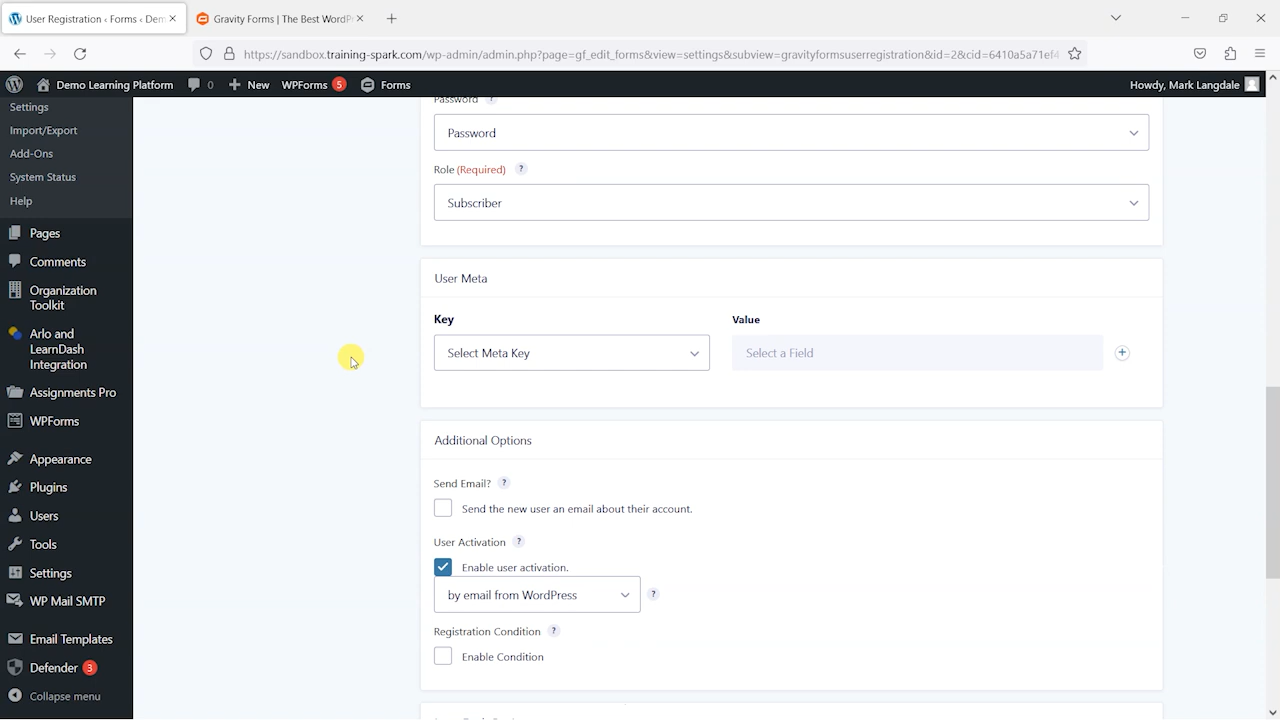 User Registration ‹ Forms ‹ Dem
Gravity Forms | The Best WordP
https://sandbox.training-spark.com/wp-admin/admin.php?page=gf_edit_forms&view=settings&subview=gravityformsuserregistration&id=2&cid=6410a5a71ef4
Demo Learning Platform
0
New
WPForms 5
Forms
Howdy, Mark Langdale
Settings
Import/Export
Add-Ons
System Status
Help
Pages
Comments
Organization
Toolkit
Arlo and
LearnDash
Integration
Assignments Pro
WPForms
Appearance
Plugins
Users
Tools
Settings
WP Mail SMTP
Email Templates
Defender 3
Collapse menu
Password ?
Password
Role (Required) ?
Subscriber
User Meta
Key
Value
Select Meta Key
Select a Field
Additional Options
Send Email? ?
Send the new user an email about their account.
User Activation ?
Enable user activation.
by email from WordPress ?
Registration Condition ?
Enable Condition